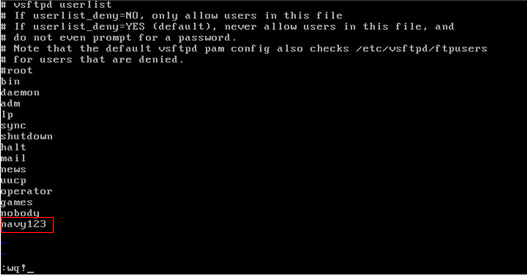 # vsftpd userlist
# If userlist_deny=NO, only allow users in this file
# If userlist_deny=YES (default), never allow users in this file, and
# do not even prompt for a password.
# Note that the default vsftpd pam config also checks /etc/vsftpd/ftpusers
# for users that are denied.
#root
bin
daemon
adm
lp
sync
shutdown
halt
mail
news
uucp
operator
games
nobody
navy123
~
~
:wq!_